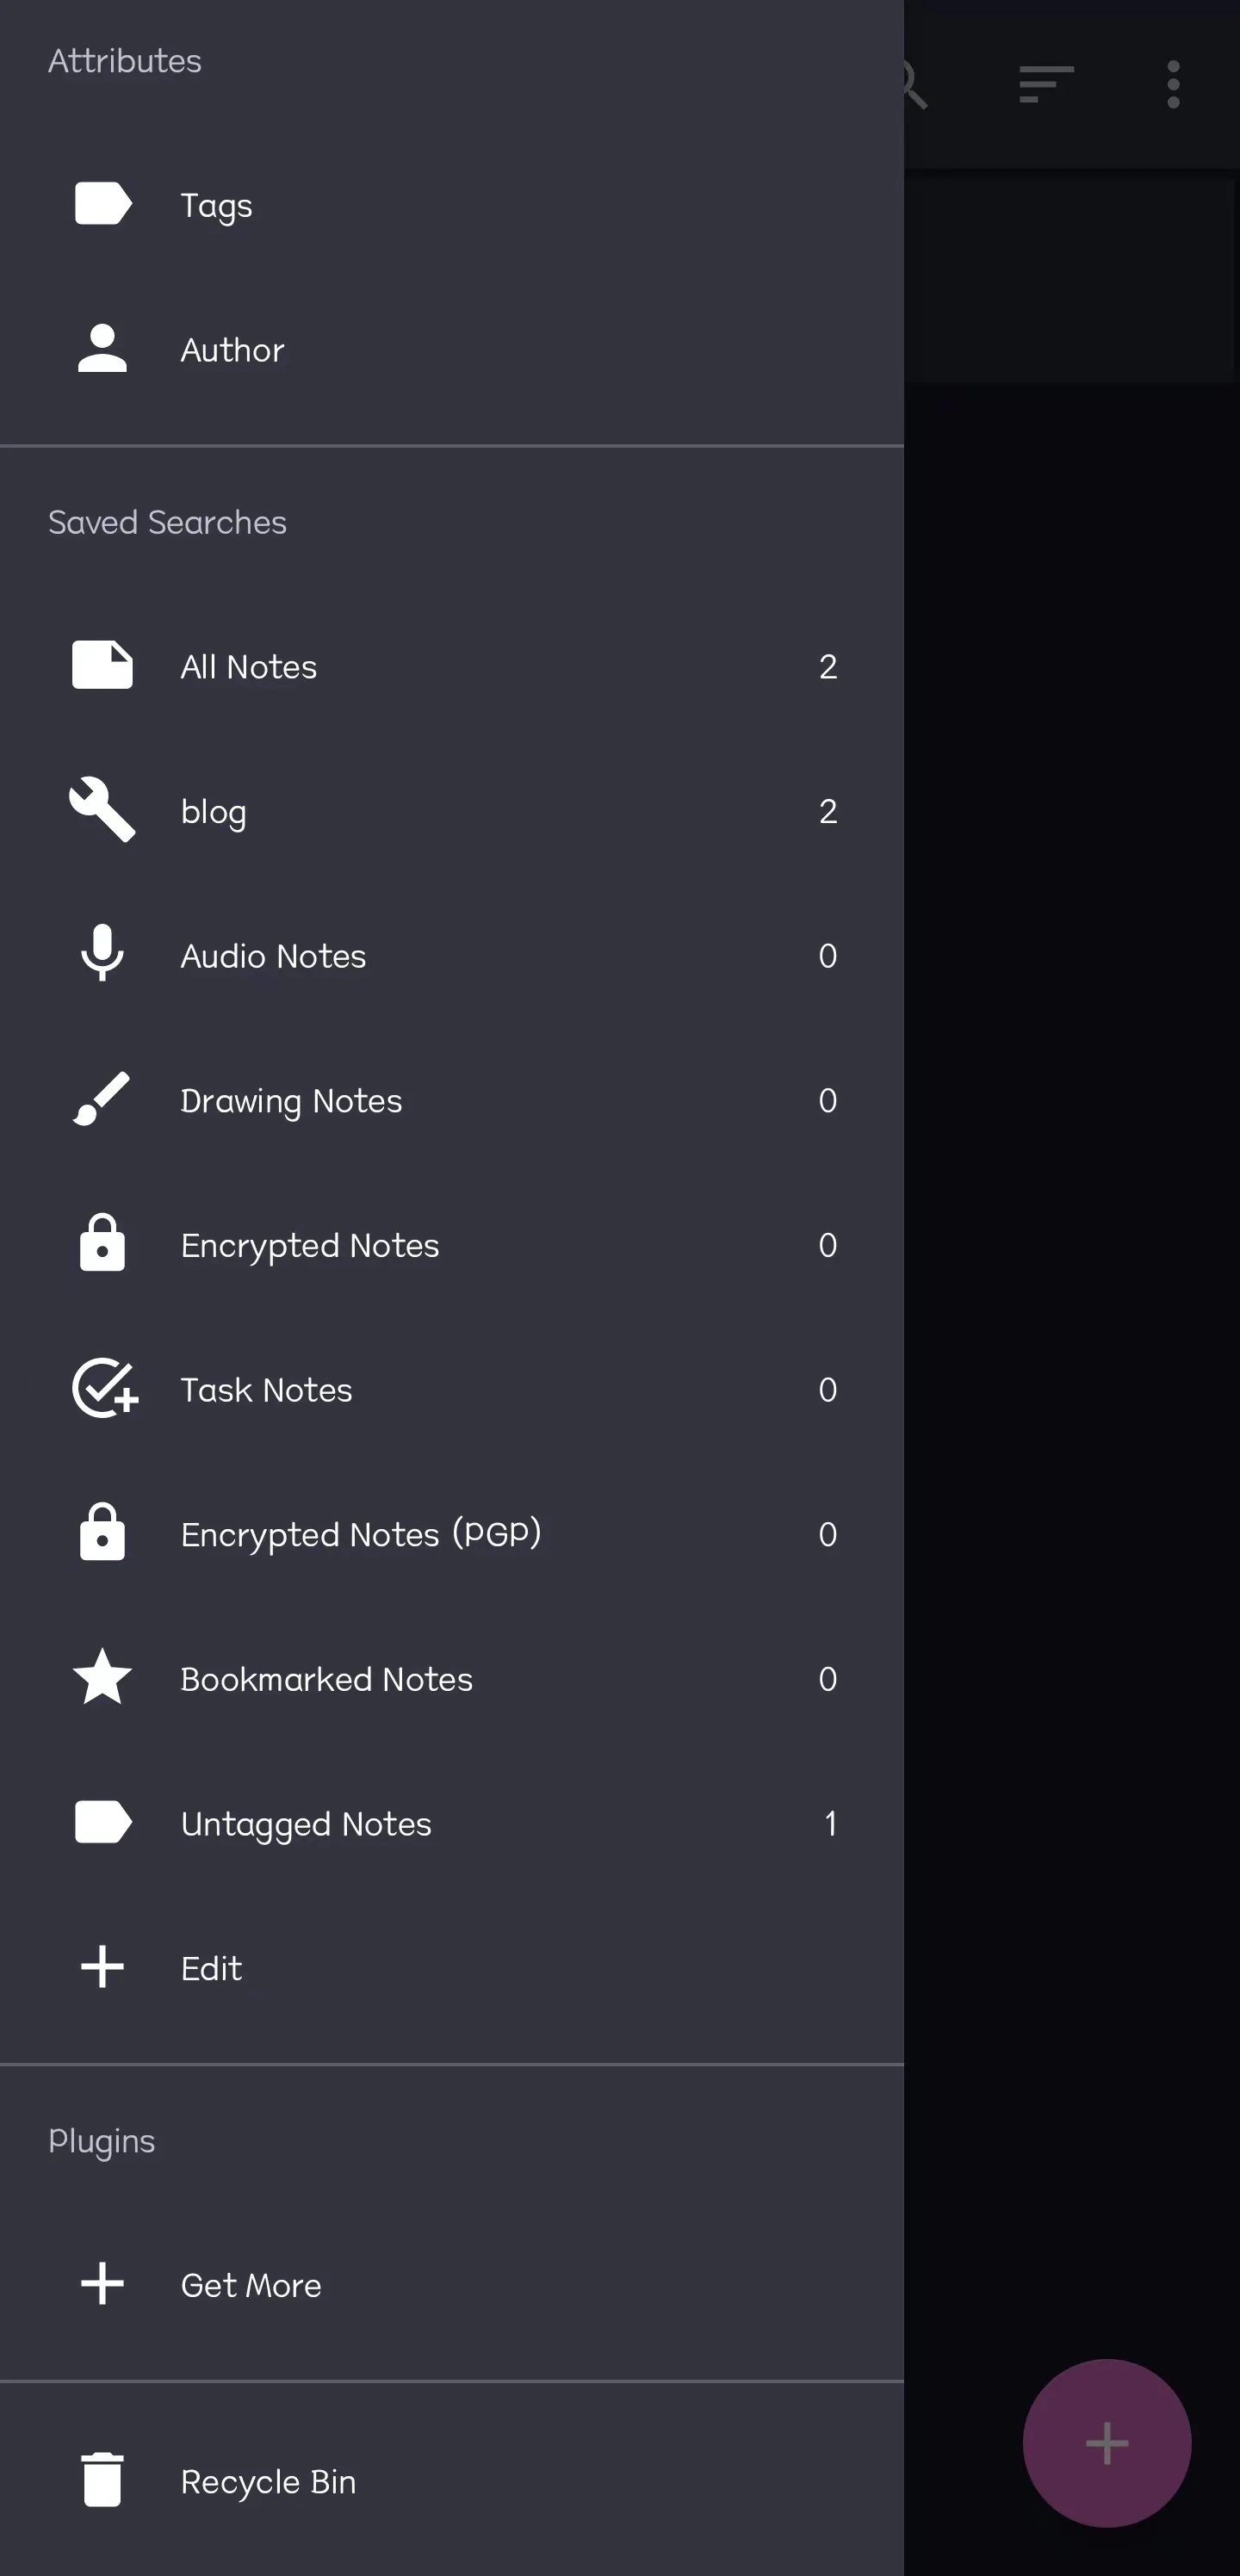 Attributes
Tags
Author
Saved Searches
All Notes 2
blog 2
Audio Notes 0
Drawing Notes 0
Encrypted Notes 0
Task Notes 0
Encrypted Notes (PGP) 0
Bookmarked Notes 0
Untagged Notes 1
Edit
Plugins
Get More
Recycle Bin